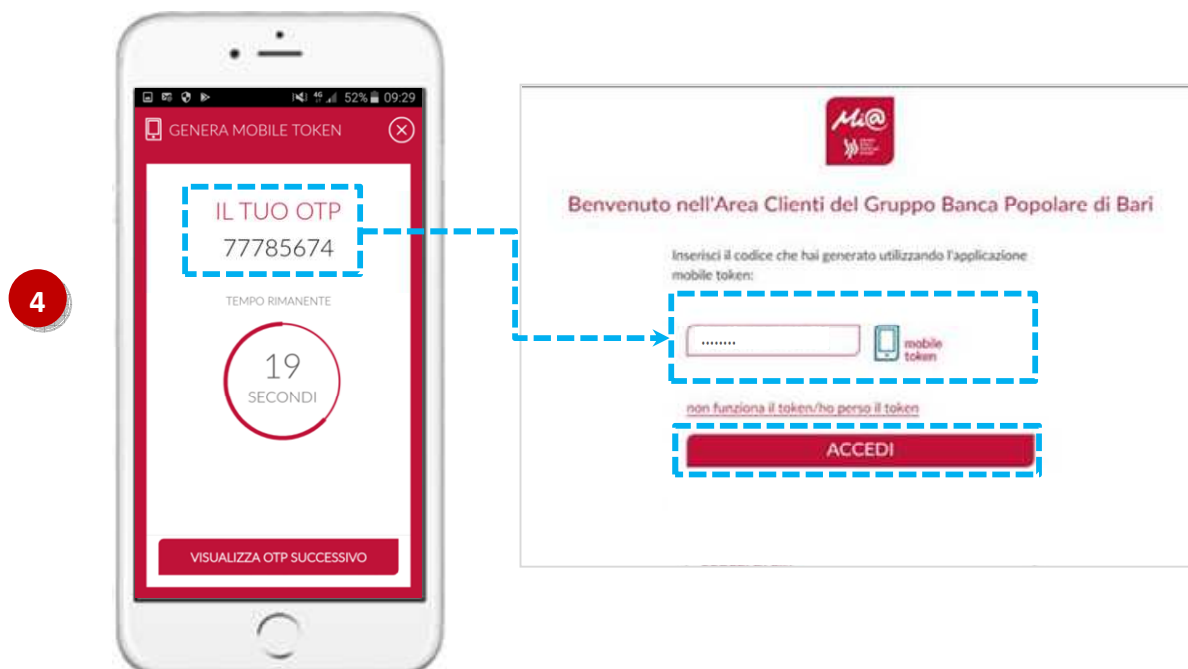 4
52% 09:29
GENERA MOBILE TOKEN
IL TUO OTP
77785674
TEMPO RIMANENTE
19
SECONDI
VISUALIZZA OTP SUCCESSIVO
Mi@
Benvenuto nell'Area Clienti del Gruppo Banca Popolare di Bari
Inserisci il codice che hai generato utilizzando l'applicazione
mobile token:
........
mobile
token
non funziona il token/ho perso il token
ACCEDI